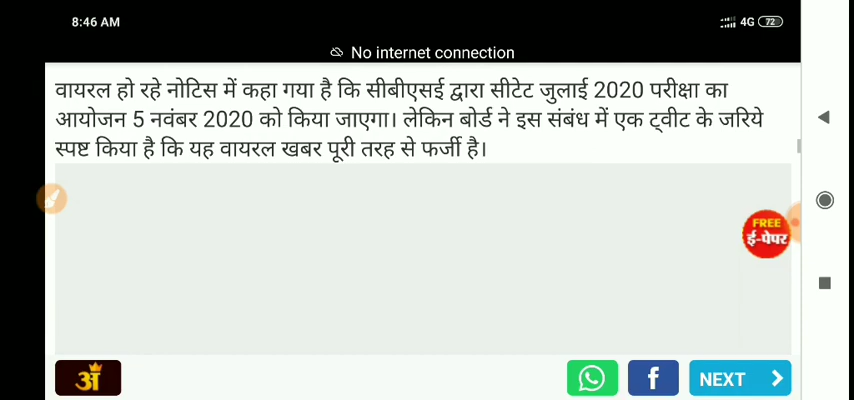 8:46 AM
4G 72
No internet connection
वायरल हो रहे नोटिस में कहा गया है कि सीबीएसई द्वारा सीटेट जुलाई 2020 परीक्षा का
आयोजन 5 नवंबर 2020 को किया जाएगा। लेकिन बोर्ड ने इस संबंध में एक ट्वीट के जरिये
स्पष्ट किया है कि यह वायरल खबर पूरी तरह से फर्जी है।
FREE
ई-पेपर
अ
f
NEXT